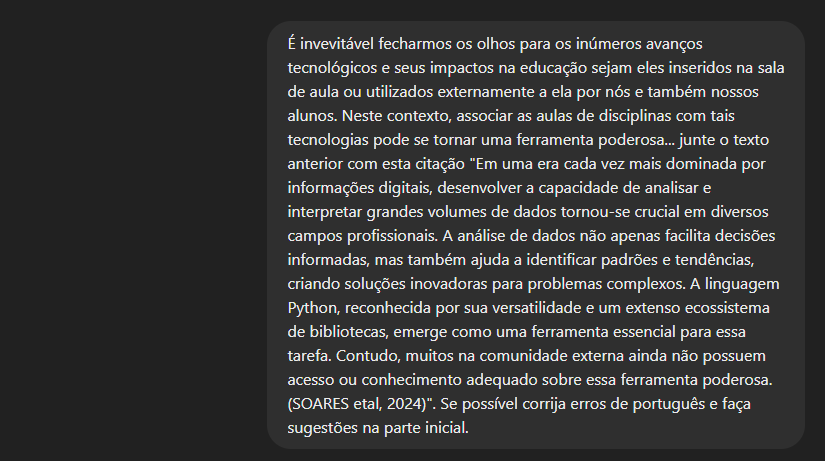 É invevitável fecharmos os olhos para os inúmeros avanços
tecnológicos e seus impactos na educação sejam eles inseridos na sala
de aula ou utilizados externamente a ela por nós e também nossos
alunos. Neste contexto, associar as aulas de disciplinas com tais
tecnologias pode se tornar uma ferramenta poderosa... junte o texto
anterior com esta citação "Em uma era cada vez mais dominada por
informações digitais, desenvolver a capacidade de analisar e
interpretar grandes volumes de dados tornou-se crucial em diversos
campos profissionais. A análise de dados não apenas facilita decisões
informadas, mas também ajuda a identificar padrões e tendências,
criando soluções inovadoras para problemas complexos. A linguagem
Python, reconhecida por sua versatilidade e um extenso ecossistema
de bibliotecas, emerge como uma ferramenta essencial para essa
tarefa. Contudo, muitos na comunidade externa ainda não possuem
acesso ou conhecimento adequado sobre essa ferramenta poderosa.
(SOARES etal, 2024)". Se possível corrija erros de português e faça
sugestões na parte inicial.